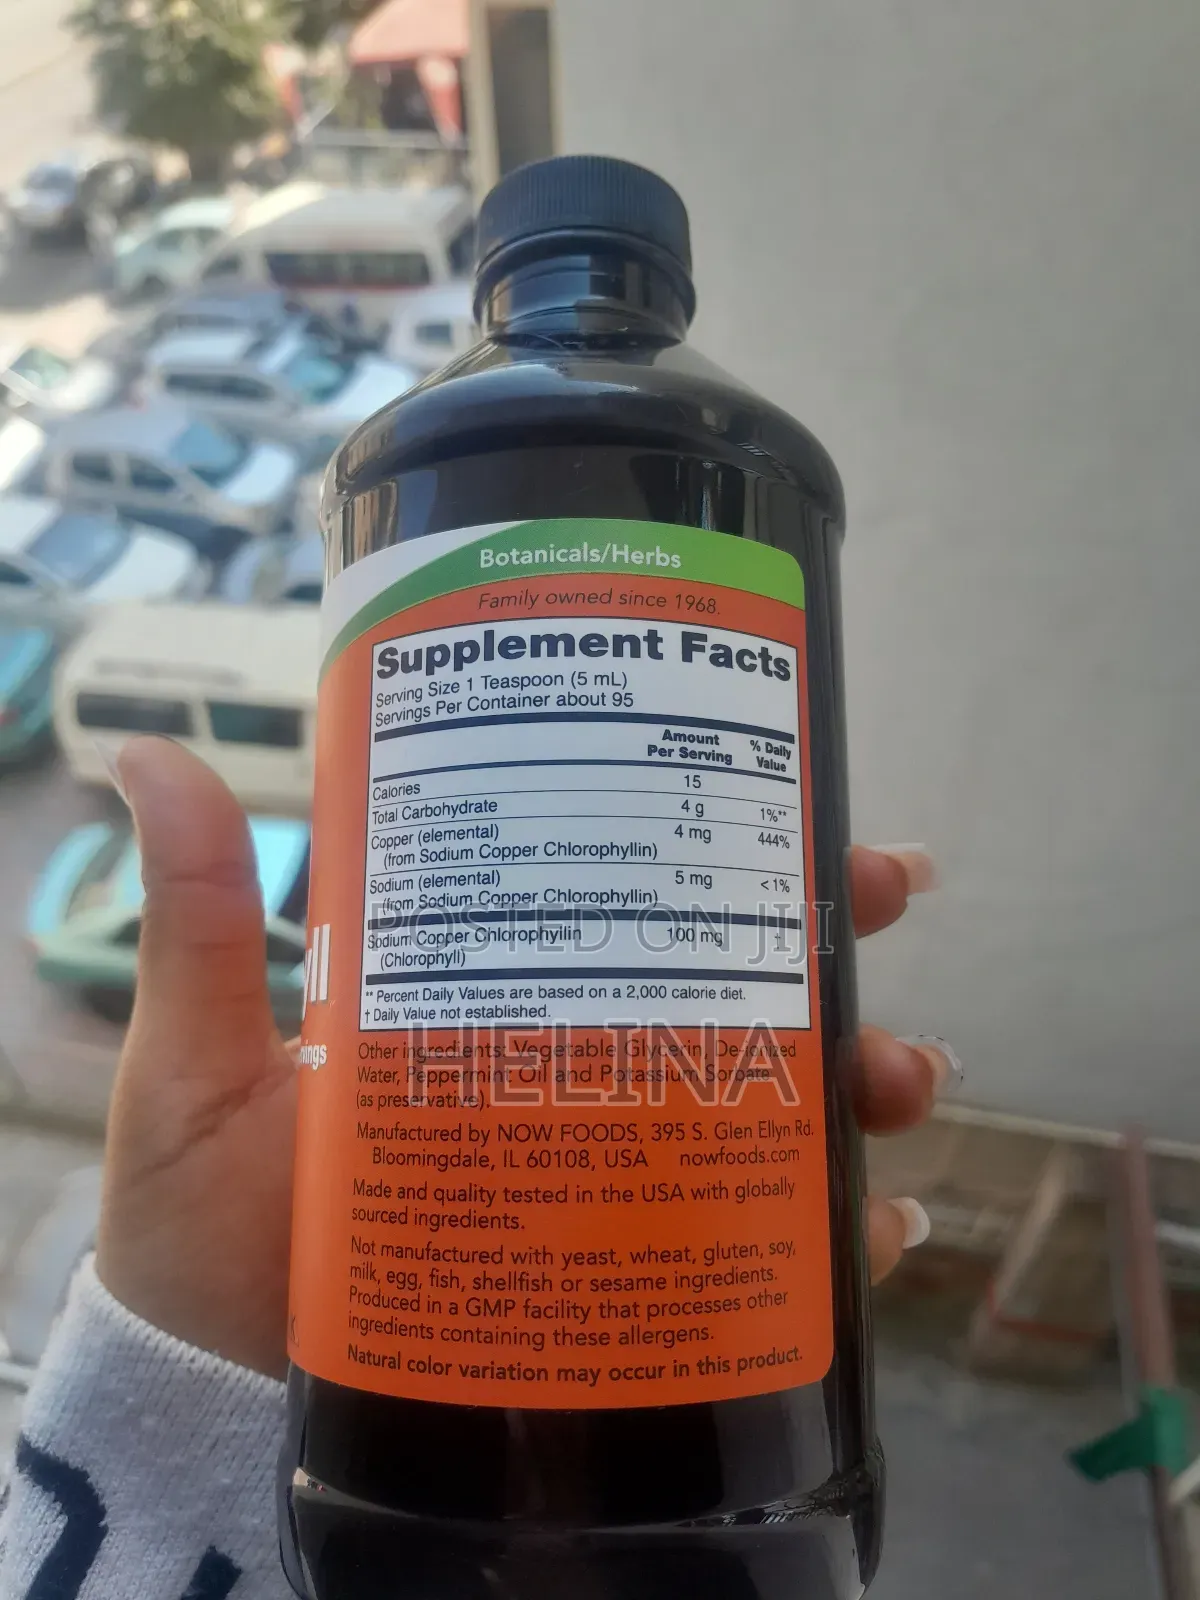 Botanicals/Herbs
Family owned since 1968.
Supplement Facts
Serving Size 1 Teaspoon (5 mL)
Servings Per Container about 95
Amount Per Serving % Daily Value
Calories 15
Total Carbohydrate 4 g 1%**
Copper (elemental) 4 mg 444%
(from Sodium Copper Chlorophyllin)
Sodium (elemental) 5 mg <1%
(from Sodium Copper Chlorophyllin)
POSTED ON JIJI
Sodium Copper Chlorophyilin 100 mg †
(Chlorophyll)
** Percent Daily Values are based on a 2,000 calorie diet.
† Daily Value not established.
HELINA
Other ingredients: Vegetable Glycerin, De-ionized
Water, Peppermint Oil and Potassium Sorbate
(as preservative).
Manufactured by NOW FOODS, 395 S. Glen Ellyn Rd.
Bloomingdale, IL 60108, USA nowfoods.com
Made and quality tested in the USA with globally
sourced ingredients.
Not manufactured with yeast, wheat, gluten, soy,
milk, egg, fish, shellfish or sesame ingredients.
Produced in a GMP facility that processes other
ingredients containing these allergens.
Natural color variation may occur in this product.